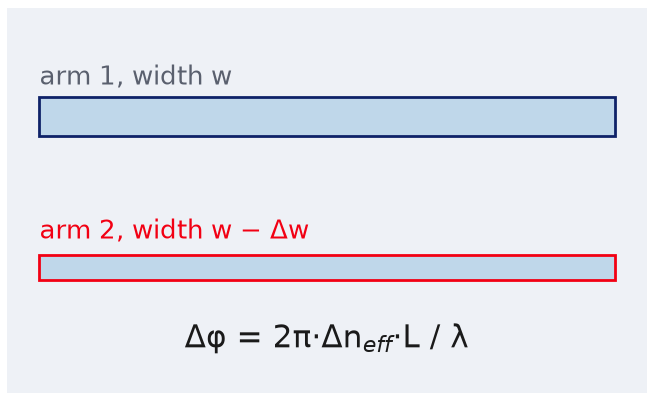 arm 1, width w
arm 2, width w − Δw
Δφ = 2π·Δn_eff·L / λ